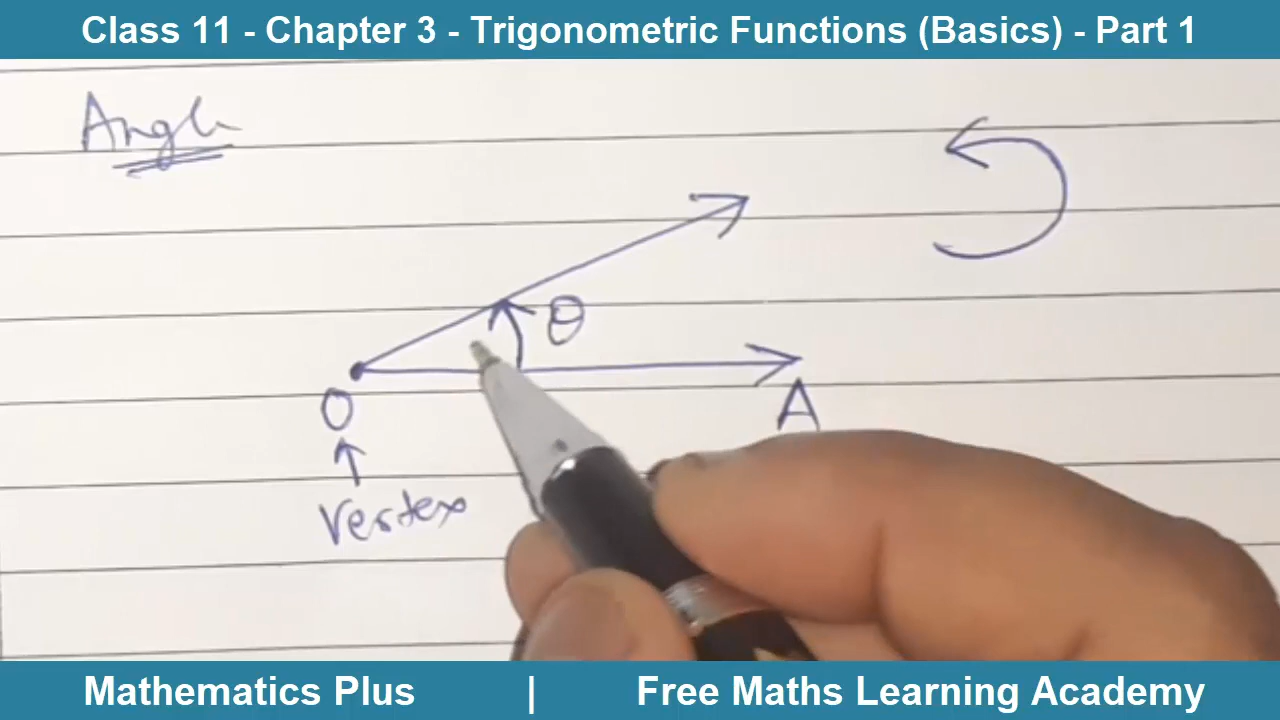 Class 11 - Chapter 3 - Trigonometric Functions (Basics) - Part 1
Angle
θ
O
A
Vertex
Mathematics Plus | Free Maths Learning Academy